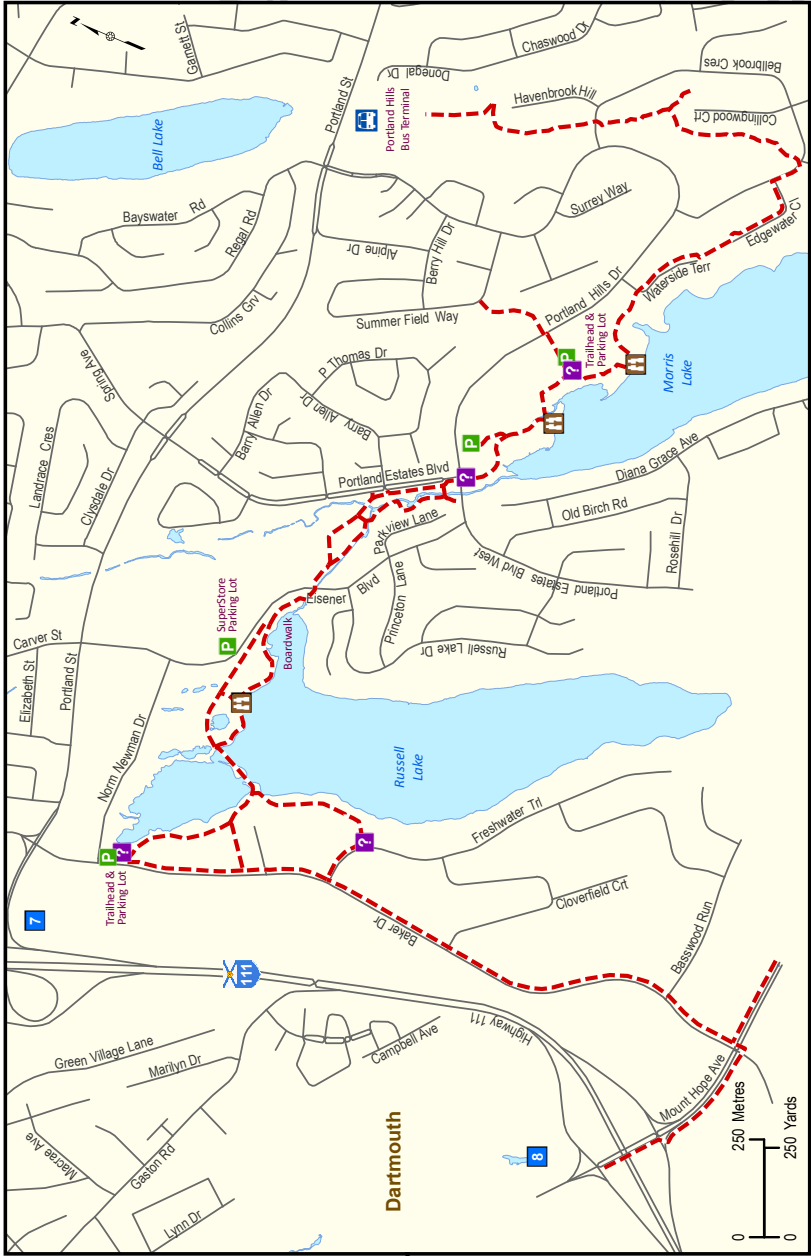 Garnett St
Chaswood Dr
Donegal Dr
Bellbrook Cres
Portland St
Havenbrook Hill
Portland Hills
Bus Terminal
Collingwood Crt
Bell Lake
Bayswater Rd
Regal Rd
Surrey Way
Alpine Dr
Berry Hill Dr
Edgewater Cl
Collins Grv
Summer Field Way
Portland Hills Dr
Waterside Terr
P
?
Trailhead &
Parking Lot
Morris
Lake
Spring Ave
P Thomas Dr
Barry Allen Dr
Barry Allen Dr
Landrace Cres
Clysdale Dr
P
Portland Estates Blvd
?
Diana Grace Ave
Old Birch Rd
Rosehill Dr
Parkview Lane
Portland Estates Blvd West
SuperStore
Parking Lot
P
Eisener Blvd
Princeton Lane
Russell Lake Dr
Boardwalk
Carver St
Elizabeth St
Portland St
Norm Newman Dr
Russell
Lake
Freshwater Trl
P
?
Trailhead &
Parking Lot
?
Cloverfield Crt
Baker Dr
Basswood Run
7
111
Highway 111
Green Village Lane
Marilyn Dr
Campbell Ave
Mount Hope Ave
Macrae Ave
Gaston Rd
Lynn Dr
Dartmouth
8
250 Metres
0
250 Yards
0